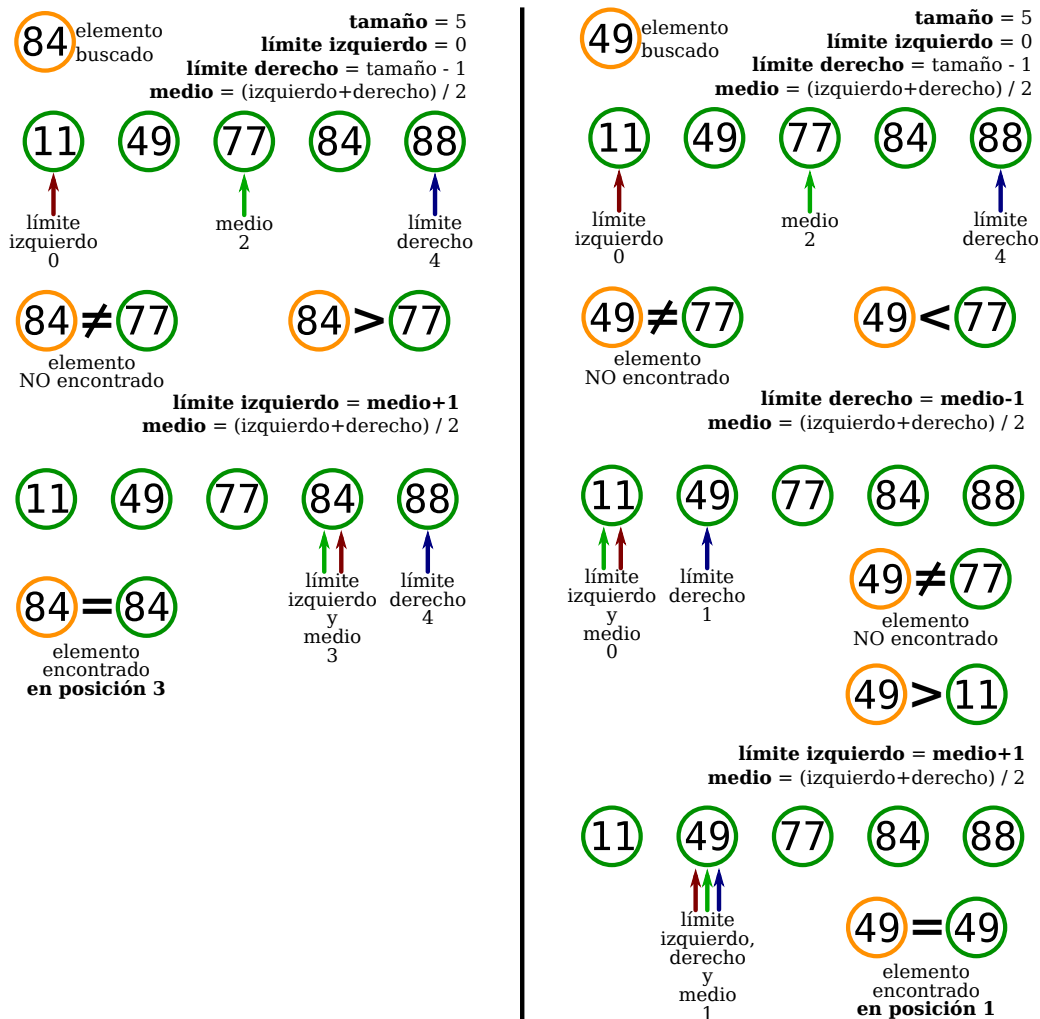 84
elemento
buscado
tamaño = 5
límite izquierdo = 0
límite derecho = tamaño - 1
medio = (izquierdo+derecho) / 2
11 49 77 84 88
límite
izquierdo
0
medio
2
límite
derecho
4
84 ≠ 77
elemento
NO encontrado
84 > 77
límite izquierdo = medio+1
medio = (izquierdo+derecho) / 2
11 49 77 84 88
límite
izquierdo
y
medio
3
límite
derecho
4
84 = 84
elemento
encontrado
en posición 3
49
elemento
buscado
tamaño = 5
límite izquierdo = 0
límite derecho = tamaño - 1
medio = (izquierdo+derecho) / 2
11 49 77 84 88
límite
izquierdo
0
medio
2
límite
derecho
4
49 ≠ 77
elemento
NO encontrado
49 < 77
límite derecho = medio-1
medio = (izquierdo+derecho) / 2
11 49 77 84 88
límite
izquierdo
y
medio
0
límite
derecho
1
49 ≠ 77
elemento
NO encontrado
49 > 11
límite izquierdo = medio+1
medio = (izquierdo+derecho) / 2
11 49 77 84 88
límite
izquierdo,
derecho
y
medio
1
49 = 49
elemento
encontrado
en posición 1